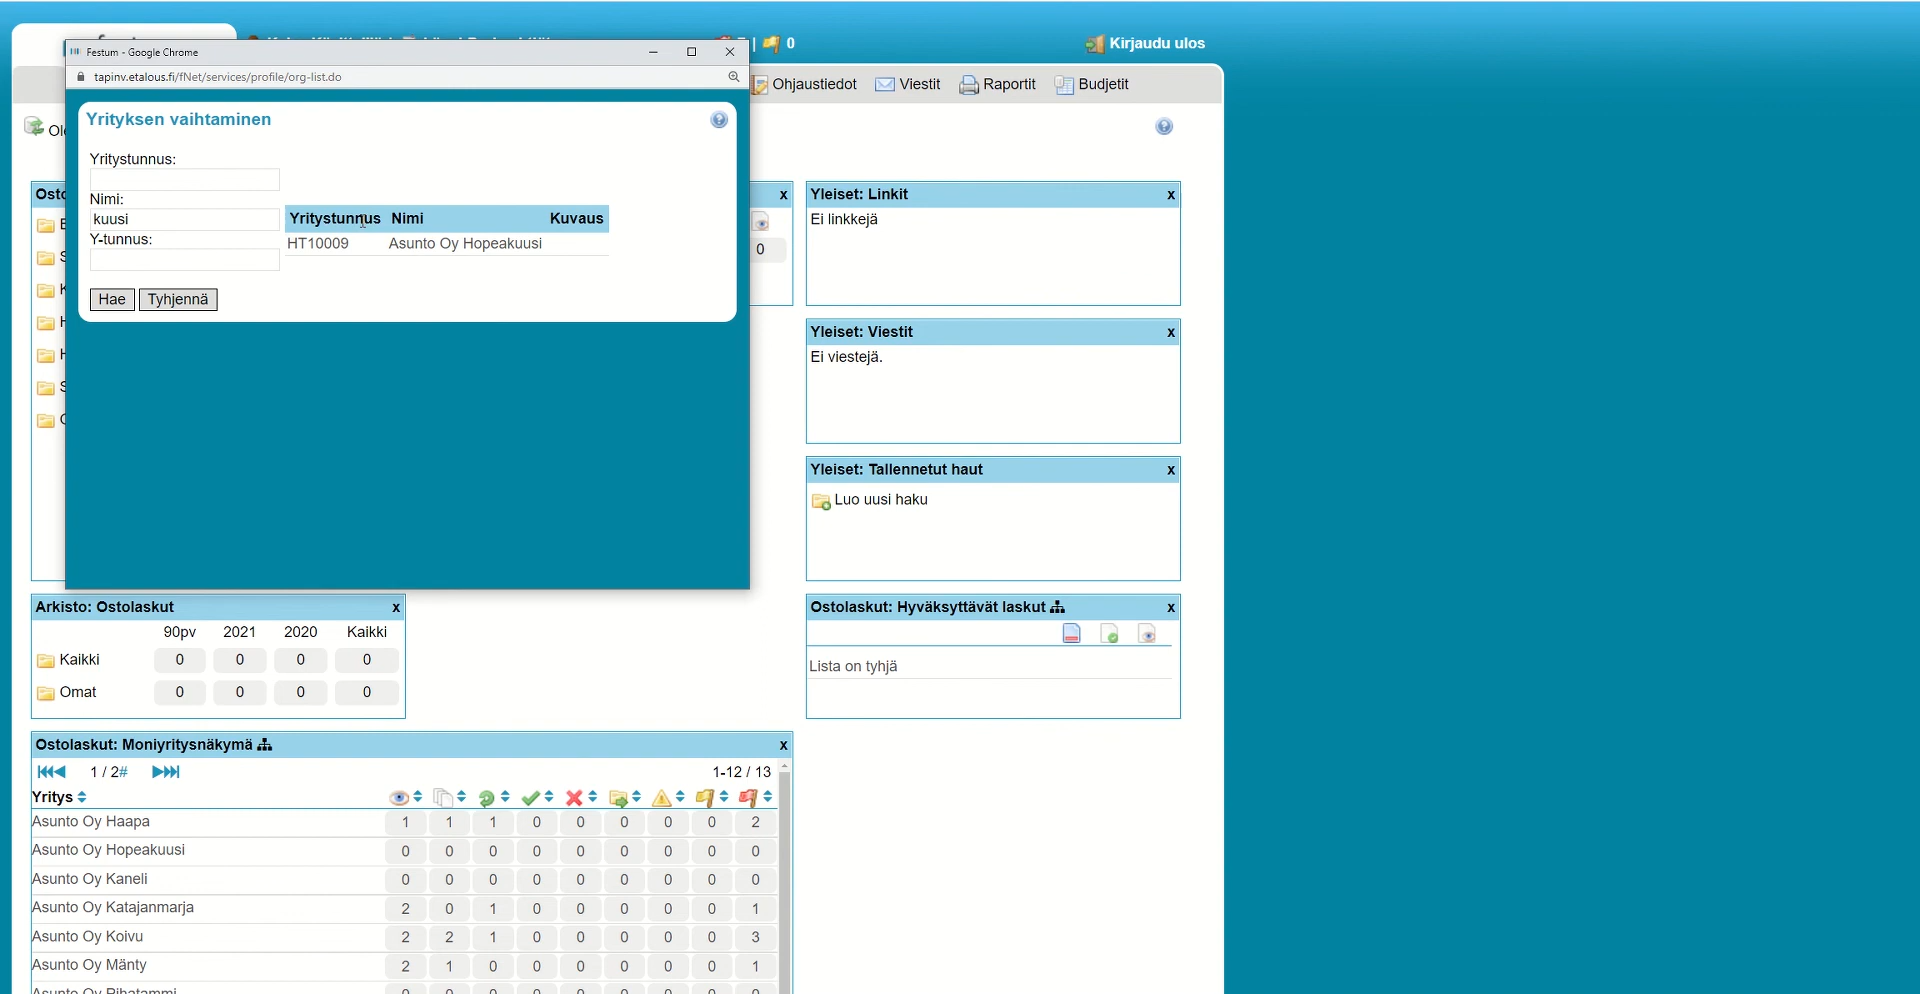 Festum - Google Chrome
tapinv.etalous.fi/fNet/services/profile/org-list.do
| 0
Kirjaudu ulos
Ohjaustiedot
Viestit
Raportit
Budjetit
Yrityksen vaihtaminen
Yritystunnus:
Nimi:
kuusi
Y-tunnus:
Hae
Tyhjennä
Yritystunnus Nimi Kuvaus
HT10009 Asunto Oy Hopeakuusi
x
0
Yleiset: Linkit x
Ei linkkejä
Yleiset: Viestit x
Ei viestejä.
Yleiset: Tallennetut haut x
Luo uusi haku
Arkisto: Ostolaskut x
90pv 2021 2020 Kaikki
Kaikki 0 0 0 0
Omat 0 0 0 0
Ostolaskut: Hyväksyttävät laskut x
Lista on tyhjä
Ostolaskut: Moniyritysnäkymä x
1 / 2# 1-12 / 13
Yritys
Asunto Oy Haapa 1 1 1 0 0 0 0 0 2
Asunto Oy Hopeakuusi 0 0 0 0 0 0 0 0 0
Asunto Oy Kaneli 0 0 0 0 0 0 0 0 0
Asunto Oy Katajanmarja 2 0 1 0 0 0 0 0 1
Asunto Oy Koivu 2 2 1 0 0 0 0 0 3
Asunto Oy Mänty 2 1 0 0 0 0 0 0 1
Asunto Oy Pihatammi